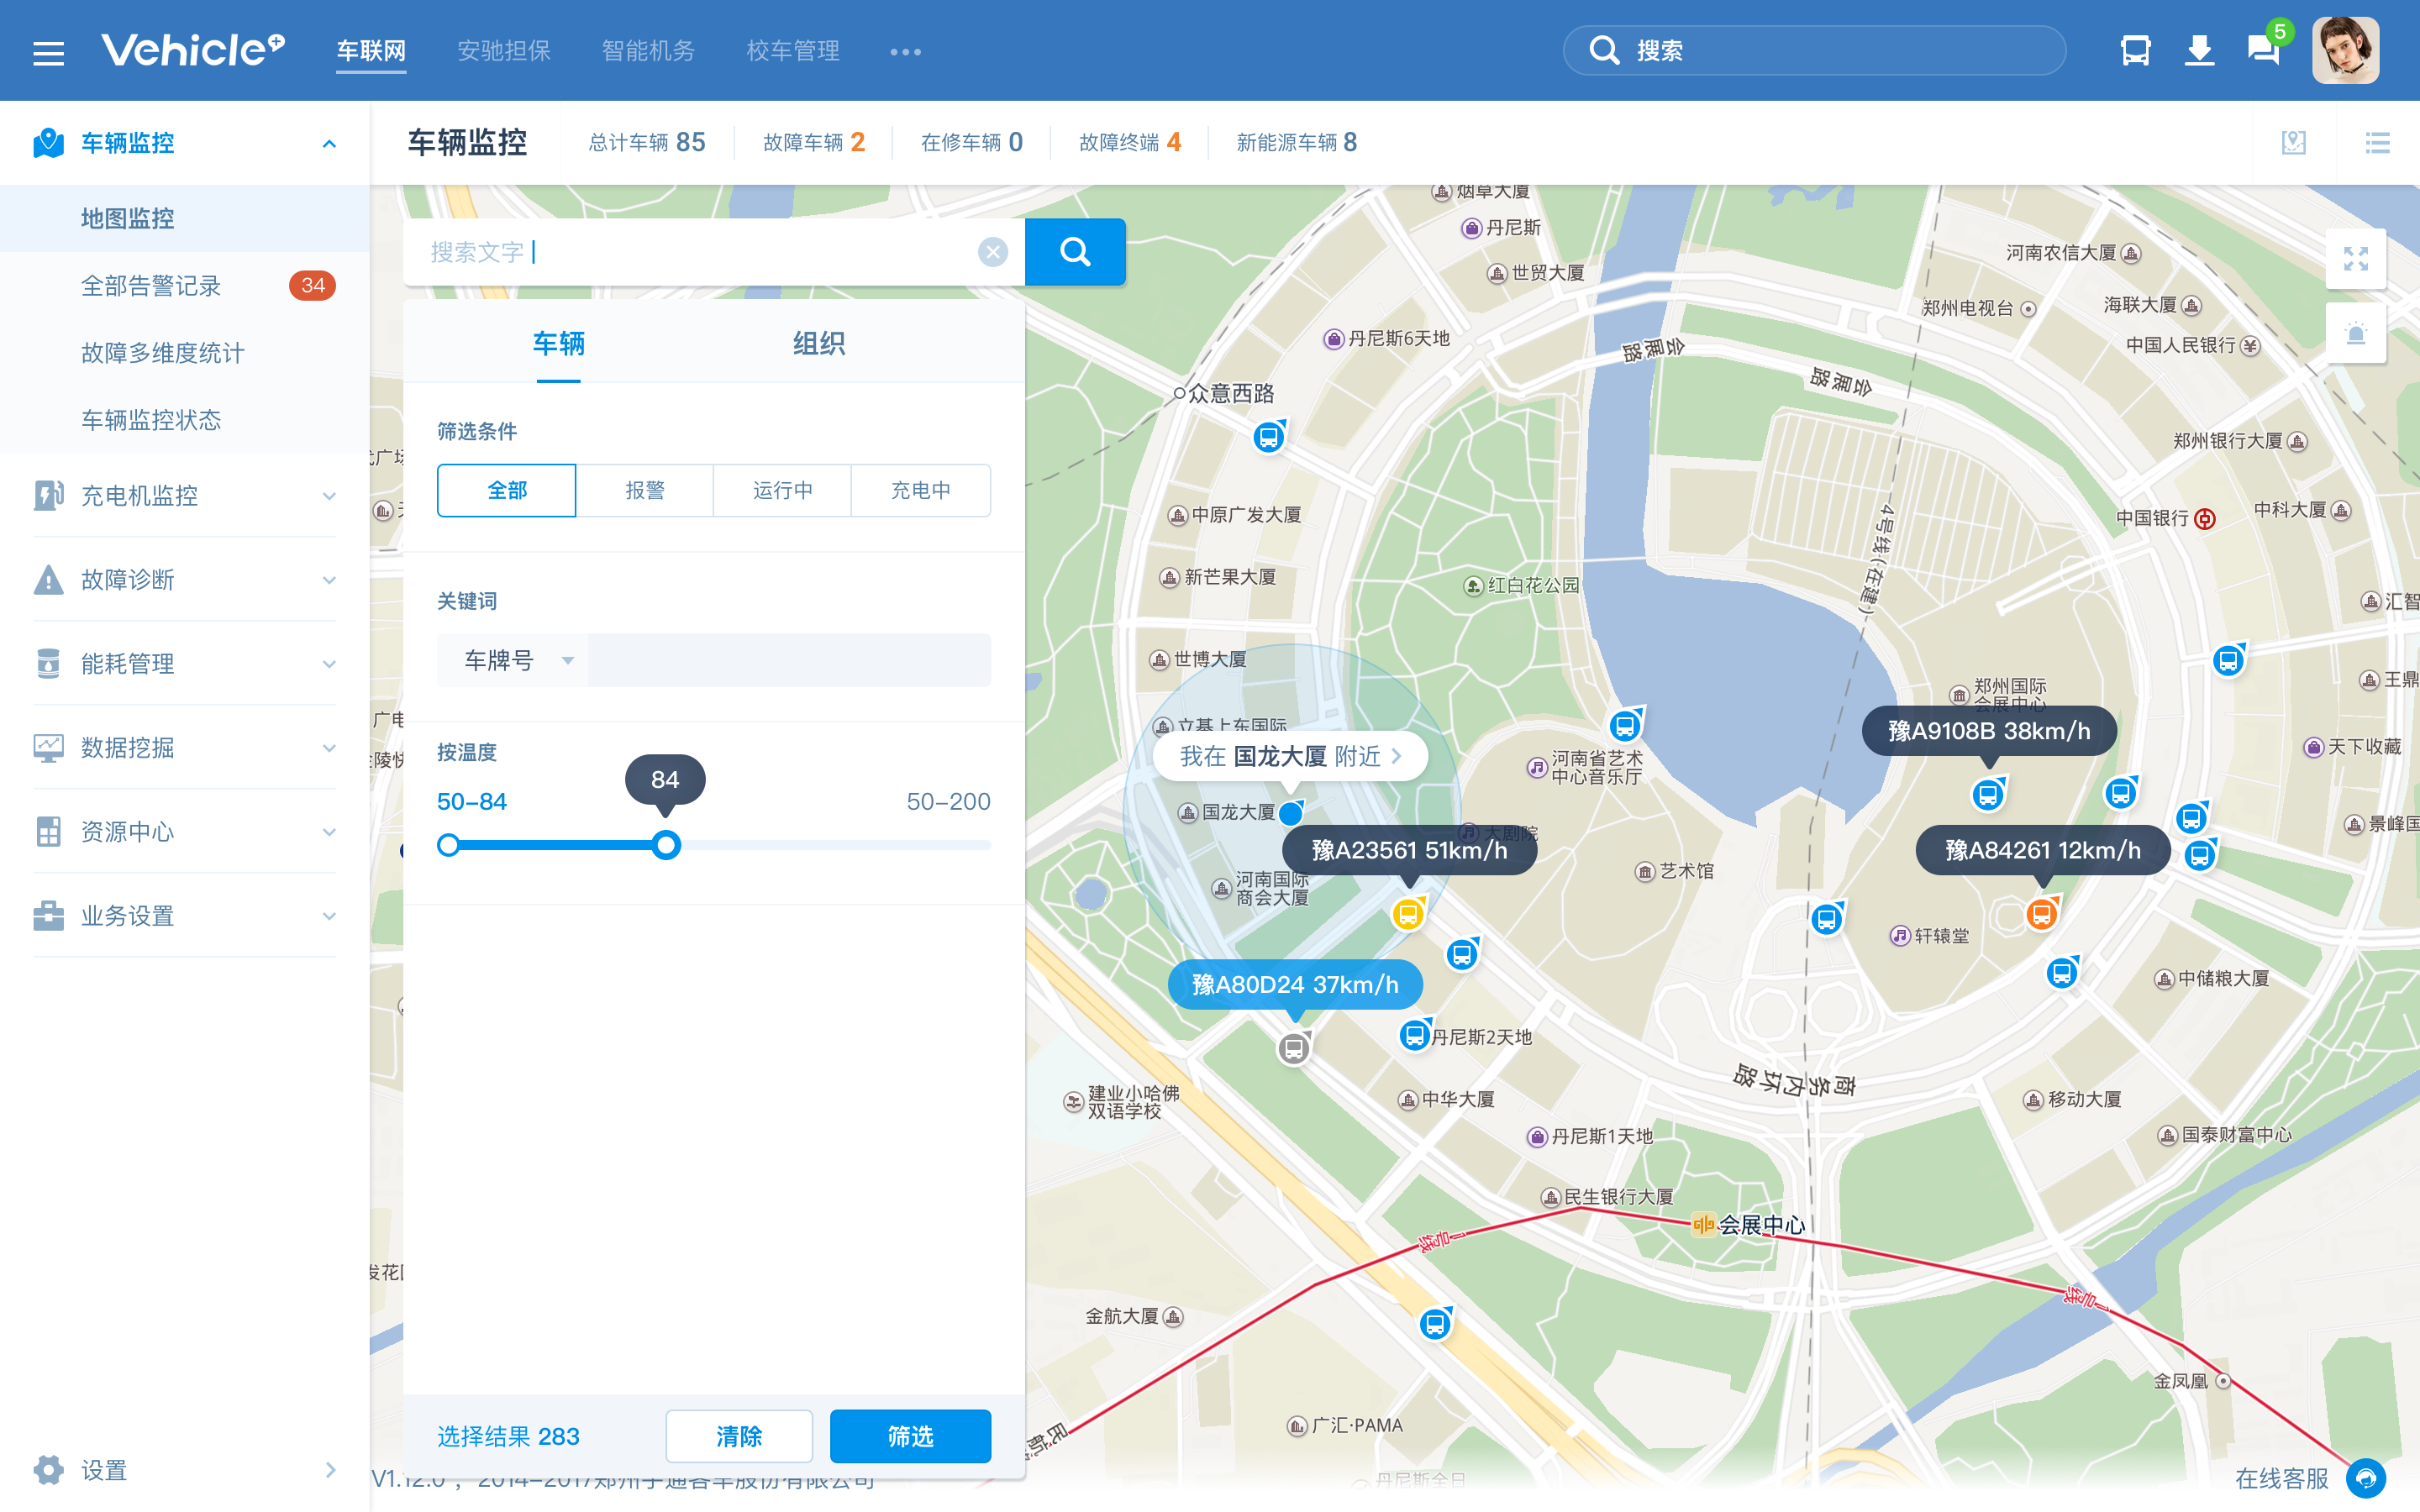 Vehicle+
车联网
安驰担保
智能机务
校车管理
搜索
5
车辆监控
地图监控
全部告警记录
34
故障多维度统计
车辆监控状态
充电机监控
故障诊断
能耗管理
数据挖掘
资源中心
业务设置
设置
车辆监控
总计车辆 85
故障车辆 2
在修车辆 0
故障终端 4
新能源车辆 8
搜索文字
车辆
组织
筛选条件
全部
报警
运行中
充电中
关键词
车牌号
按温度
84
50-84
50-200
选择结果 283
清除
筛选
烟草大厦
丹尼斯
世贸大厦
河南农信大厦
郑州电视台
海联大厦
丹尼斯6天地
中国人民银行
会展路
会展路
众意西路
郑州银行大厦
中原广发大厦
中国银行
中科大厦
4号线(在建)
新芒果大厦
红白花公园
汇智
世博大厦
郑州国际
会展中心
王鼎
立基上东国际
豫A9108B 38km/h
我在 国龙大厦 附近
河南省艺术
中心音乐厅
天下收藏
国龙大厦
大剧院
景峰国
豫A23561 51km/h
豫A84261 12km/h
河南国际
商会大厦
艺术馆
轩辕堂
豫A80D24 37km/h
中储粮大厦
丹尼斯2天地
商务内环路
建业小哈佛
双语学校
中华大厦
移动大厦
丹尼斯1天地
国泰财富中心
民生银行大厦
会展中心
1号线
1号线
金航大厦
金凤凰
广汇·PAMA
丹尼斯全日
广电
在线客服
V1.12.0 , 2014-2017郑州宇通客车股份有限公司